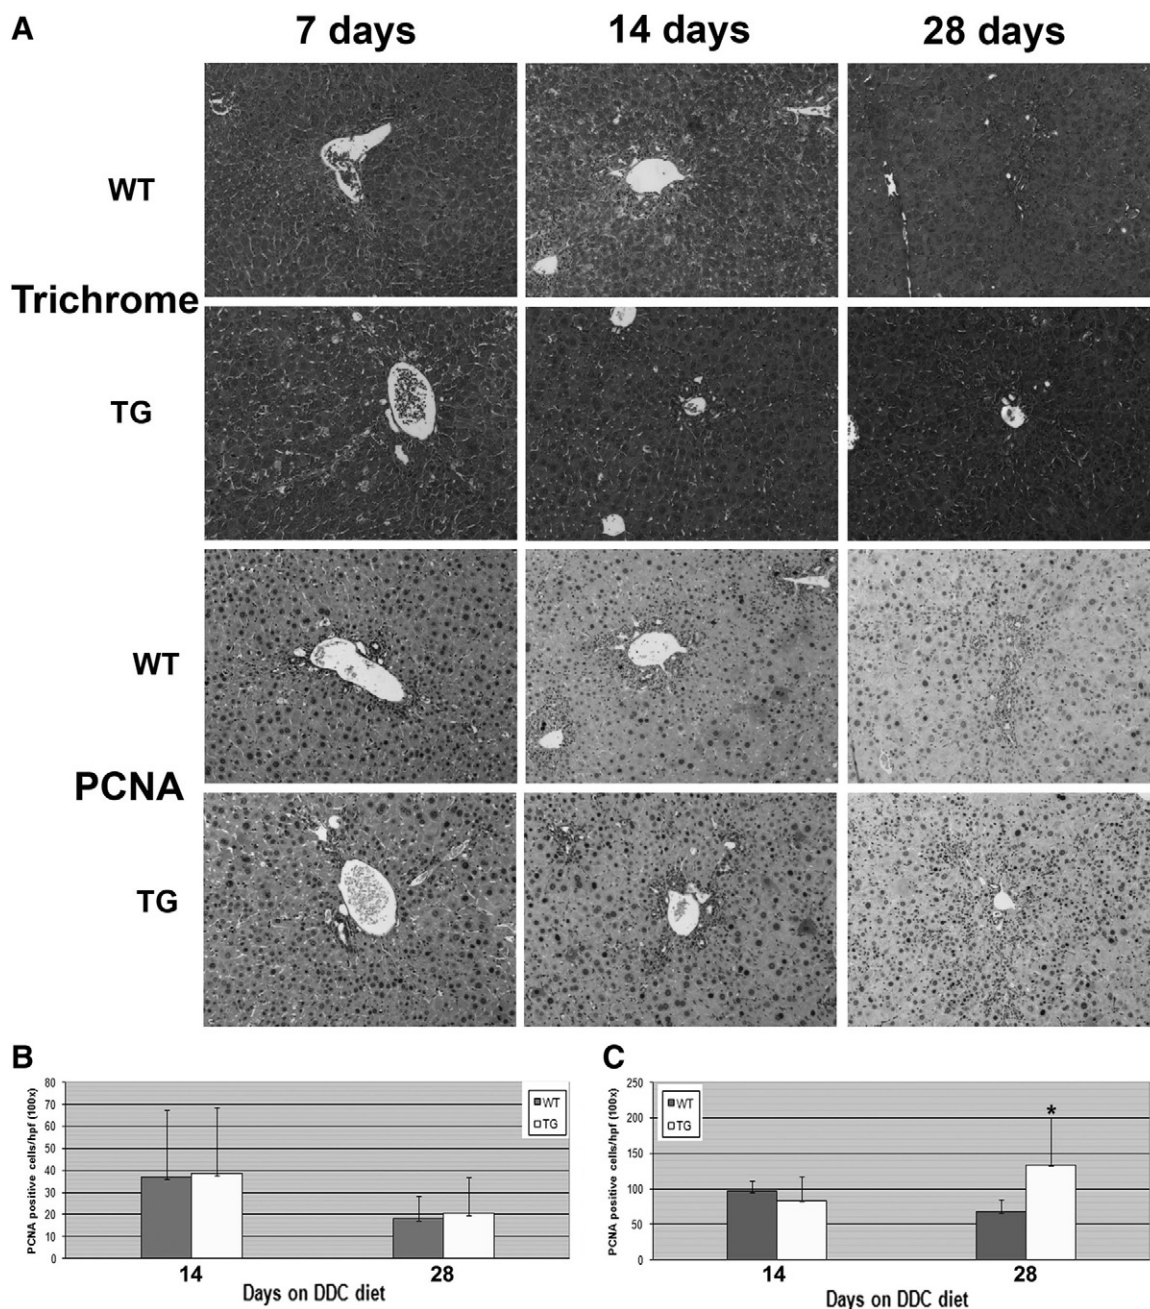 A
7 days
14 days
28 days
WT
Trichrome
TG
WT
PCNA
TG
B
PCNA positive cells/hpf (100x)
80
70
60
50
40
30
20
10
0
WT
TG
14
28
Days on DDC diet
C
PCNA positive cells/hpf (100x)
250
200
150
100
50
0
WT
TG
*
14
28
Days on DDC diet